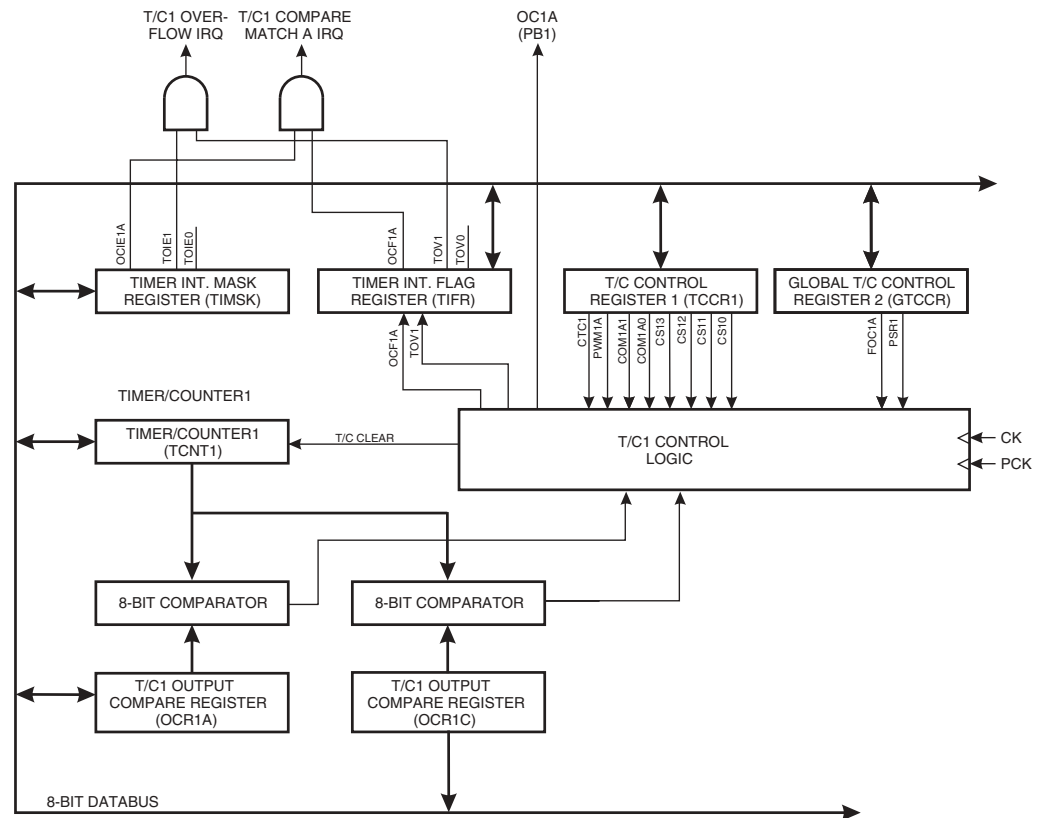 T/C1 OVER-
FLOW IRQ
T/C1 COMPARE
MATCH A IRQ
OC1A
(PB1)
OCIE1A
TOIE1
TOIE0
OCF1A
TOV1
TOV0
TIMER INT. MASK
REGISTER (TIMSK)
TIMER INT. FLAG
REGISTER (TIFR)
T/C CONTROL
REGISTER 1 (TCCR1)
GLOBAL T/C CONTROL
REGISTER 2 (GTCCR)
OCF1A
TOV1
CTC1
PWM1A
COM1A1
COM1A0
CS13
CS12
CS11
CS10
FOC1A
PSR1
TIMER/COUNTER1
TIMER/COUNTER1
(TCNT1)
T/C CLEAR
T/C1 CONTROL
LOGIC
CK
PCK
8-BIT COMPARATOR
8-BIT COMPARATOR
T/C1 OUTPUT
COMPARE REGISTER
(OCR1A)
T/C1 OUTPUT
COMPARE REGISTER
(OCR1C)
8-BIT DATABUS